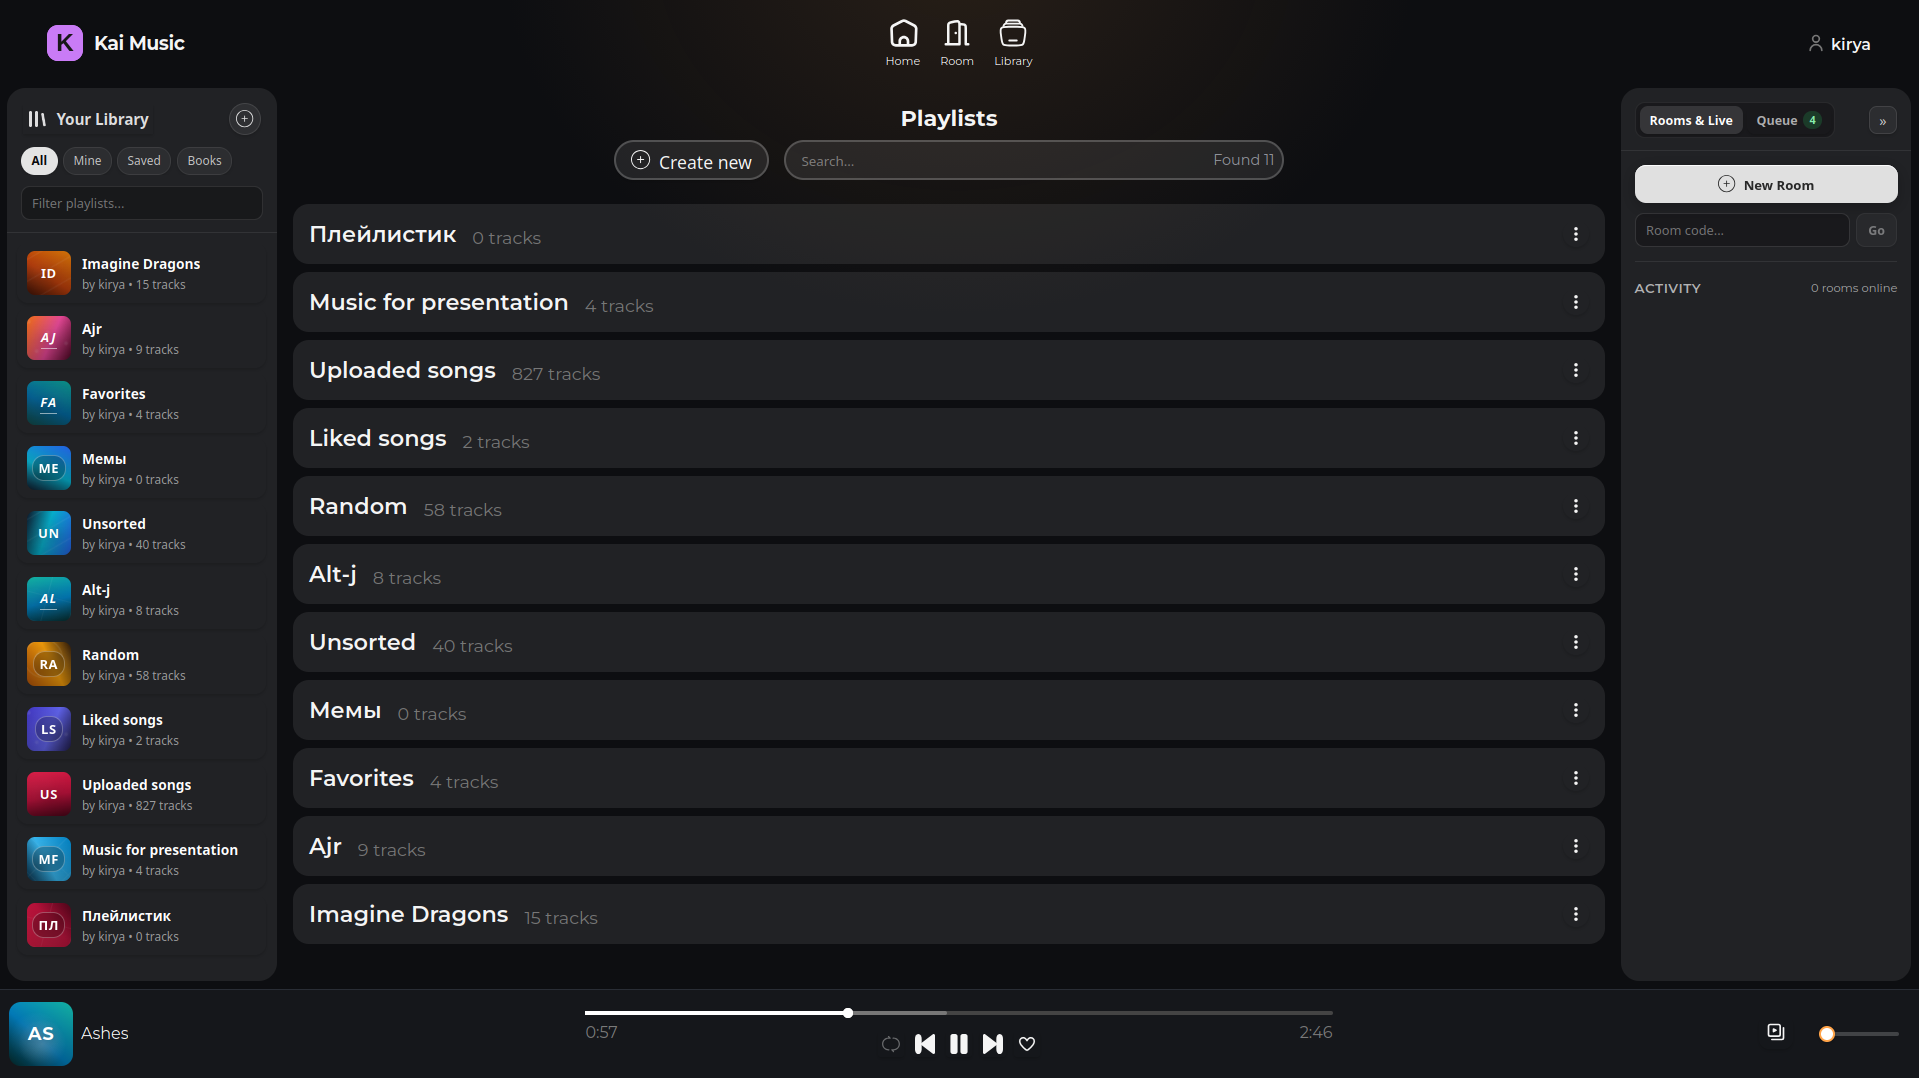 K Kai Music
Home Room Library
kirya
Your Library
All Mine Saved Books
Filter playlists...
ID Imagine Dragons
by kirya • 15 tracks
AJ Ajr
by kirya • 9 tracks
FA Favorites
by kirya • 4 tracks
ME Мемы
by kirya • 0 tracks
UN Unsorted
by kirya • 40 tracks
AL Alt-j
by kirya • 8 tracks
RA Random
by kirya • 58 tracks
LS Liked songs
by kirya • 2 tracks
US Uploaded songs
by kirya • 827 tracks
MF Music for presentation
by kirya • 4 tracks
ПЛ Плейлистик
by kirya • 0 tracks
Playlists
Create new
Search... Found 11
Плейлистик 0 tracks
Music for presentation 4 tracks
Uploaded songs 827 tracks
Liked songs 2 tracks
Random 58 tracks
Alt-j 8 tracks
Unsorted 40 tracks
Мемы 0 tracks
Favorites 4 tracks
Ajr 9 tracks
Imagine Dragons 15 tracks
Rooms & Live Queue 4 »
New Room
Room code... Go
ACTIVITY 0 rooms online
AS Ashes
0:57 2:46